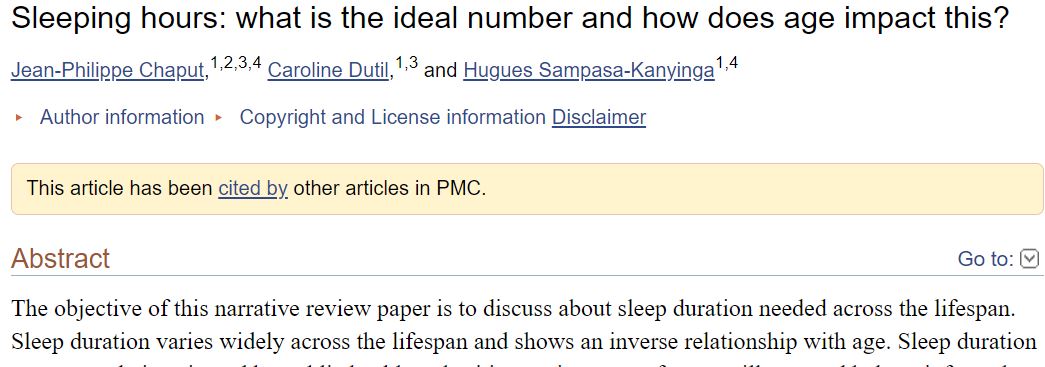 Sleeping hours: what is the ideal number and how does age impact this?
Jean-Philippe Chaput,1,2,3,4 Caroline Dutil,1,3 and Hugues Sampasa-Kanyinga1,4
▸ Author information ▸ Copyright and License information Disclaimer
This article has been cited by other articles in PMC.
Abstract Go to:
The objective of this narrative review paper is to discuss about sleep duration needed across the lifespan.
Sleep duration varies widely across the lifespan and shows an inverse relationship with age. Sleep duration